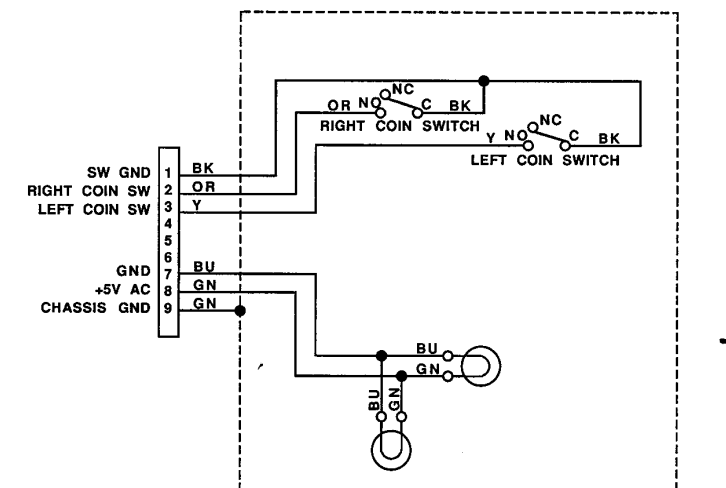 NC
OR NO C BK
RIGHT COIN SWITCH
NC
Y NO C BK
LEFT COIN SWITCH
SW GND 1 BK
RIGHT COIN SW 2 OR
LEFT COIN SW 3 Y
4
5
6
GND 7 BU
+5V AC 8 GN
CHASSIS GND 9 GN
BU
GN
BU
GN